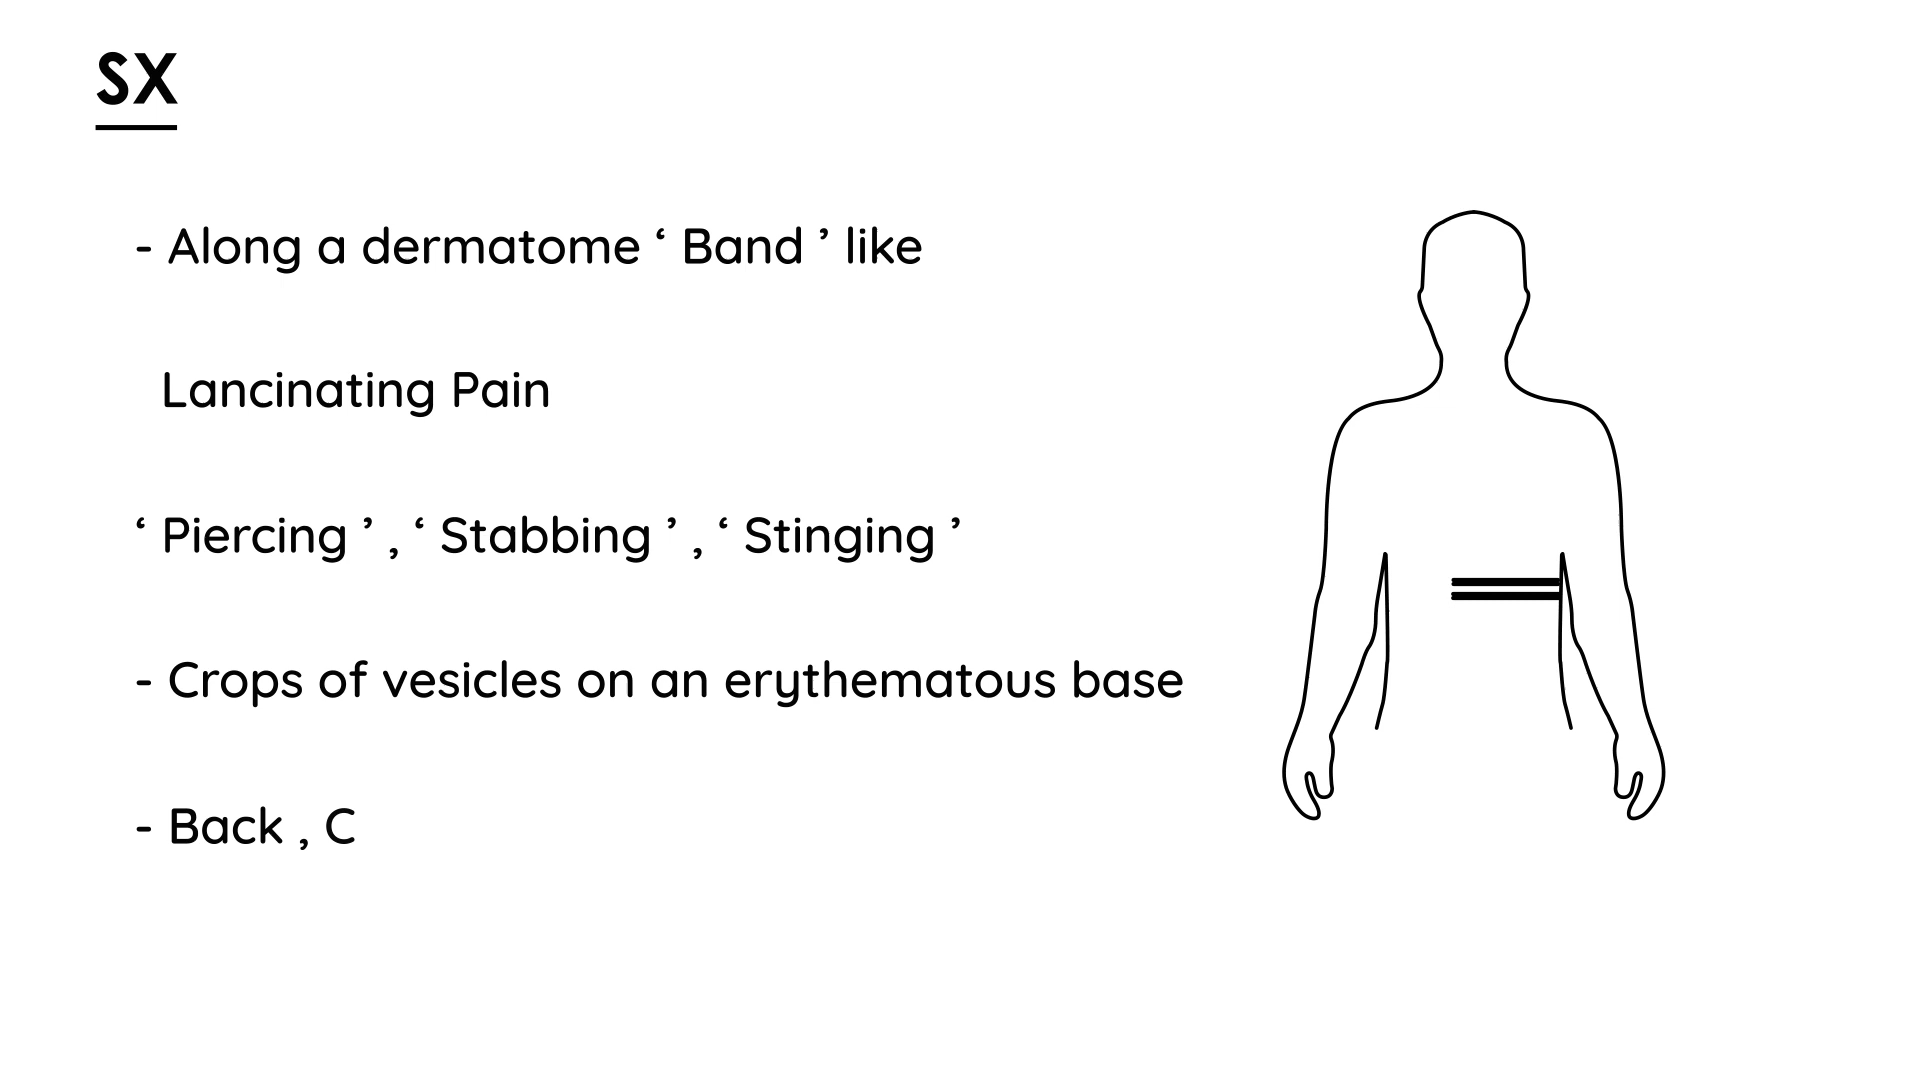 SX
- Along a dermatome ‘ Band ’ like
Lancinating Pain
‘ Piercing ’ , ‘ Stabbing ’ , ‘ Stinging ’
- Crops of vesicles on an erythematous base
- Back , C